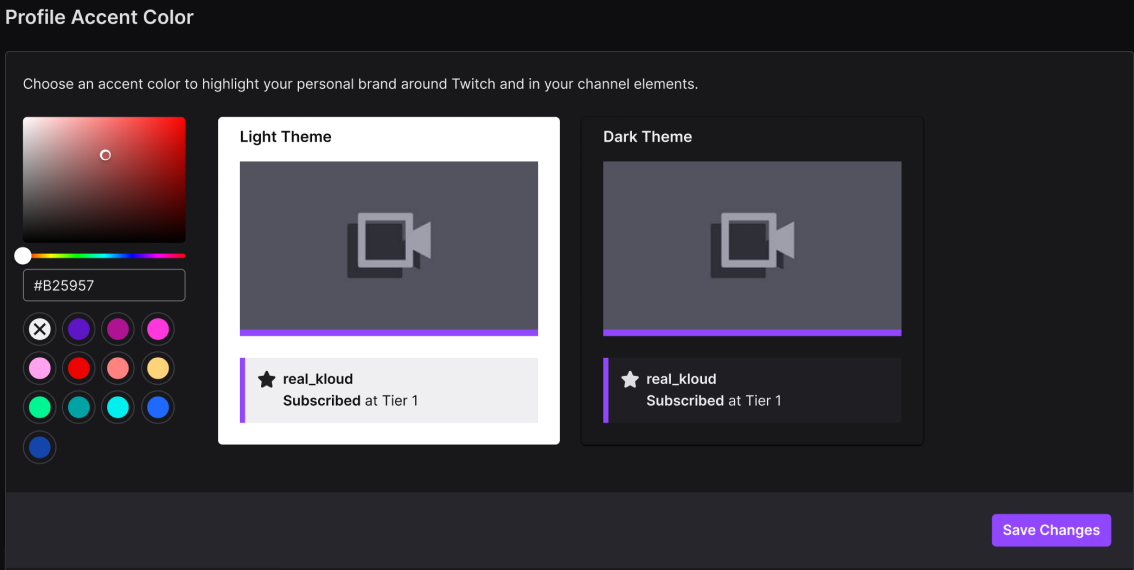 Profile Accent Color
Choose an accent color to highlight your personal brand around Twitch and in your channel elements.
#B25957
Light Theme
real_kloud
Subscribed at Tier 1
Dark Theme
real_kloud
Subscribed at Tier 1
Save Changes